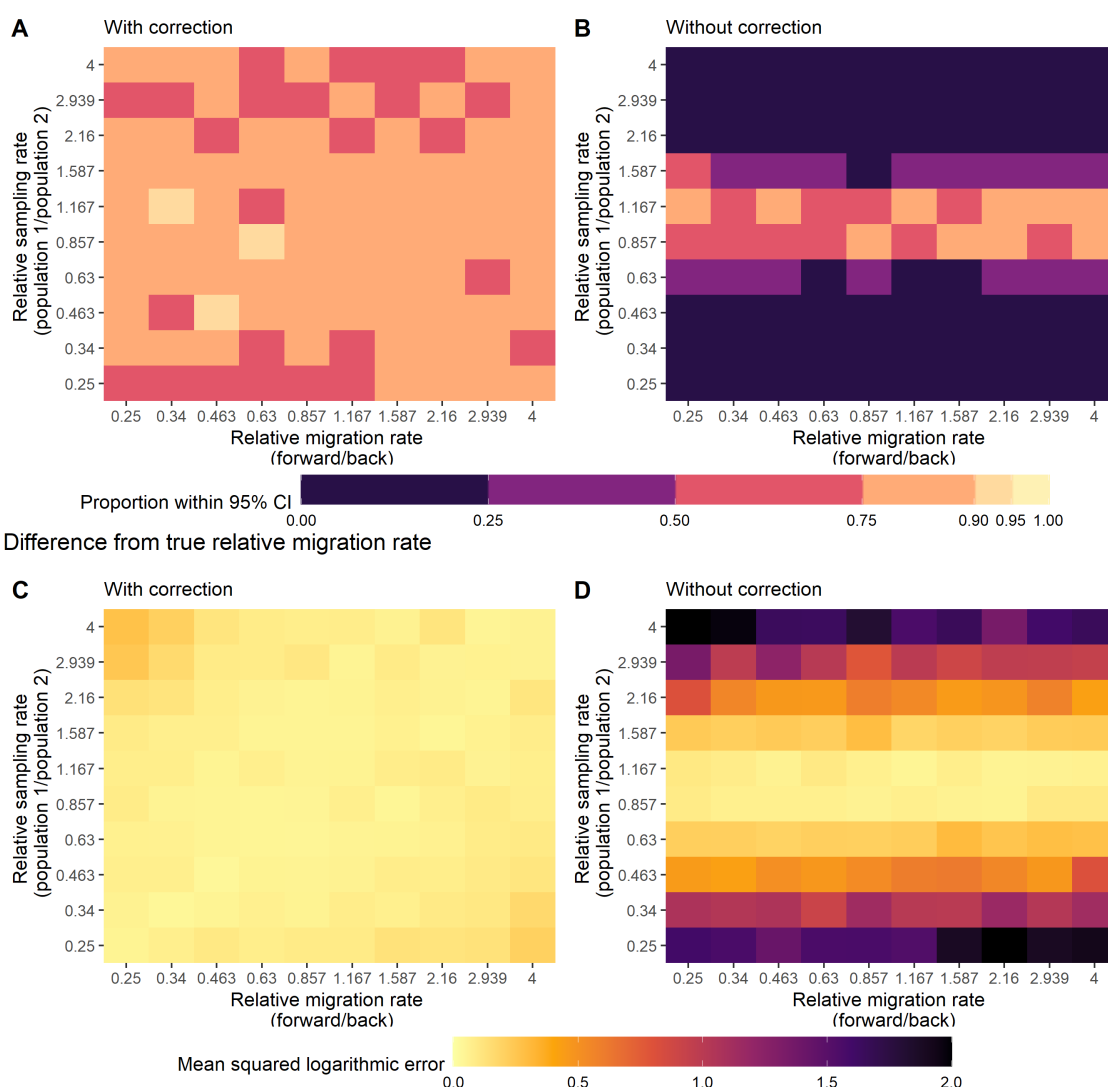 A
With correction
Relative sampling rate
(population 1/population 2)
4
2.939
2.16
1.587
1.167
0.857
0.63
0.463
0.34
0.25
0.25 0.34 0.463 0.63 0.857 1.167 1.587 2.16 2.939 4
Relative migration rate
(forward/back)
B
Without correction
Relative sampling rate
(population 1/population 2)
4
2.939
2.16
1.587
1.167
0.857
0.63
0.463
0.34
0.25
0.25 0.34 0.463 0.63 0.857 1.167 1.587 2.16 2.939 4
Relative migration rate
(forward/back)
Proportion within 95% CI
0.00 0.25 0.50 0.75 0.90 0.95 1.00
Difference from true relative migration rate
C
With correction
Relative sampling rate
(population 1/population 2)
4
2.939
2.16
1.587
1.167
0.857
0.63
0.463
0.34
0.25
0.25 0.34 0.463 0.63 0.857 1.167 1.587 2.16 2.939 4
Relative migration rate
(forward/back)
D
Without correction
Relative sampling rate
(population 1/population 2)
4
2.939
2.16
1.587
1.167
0.857
0.63
0.463
0.34
0.25
0.25 0.34 0.463 0.63 0.857 1.167 1.587 2.16 2.939 4
Relative migration rate
(forward/back)
Mean squared logarithmic error
0.0 0.5 1.0 1.5 2.0